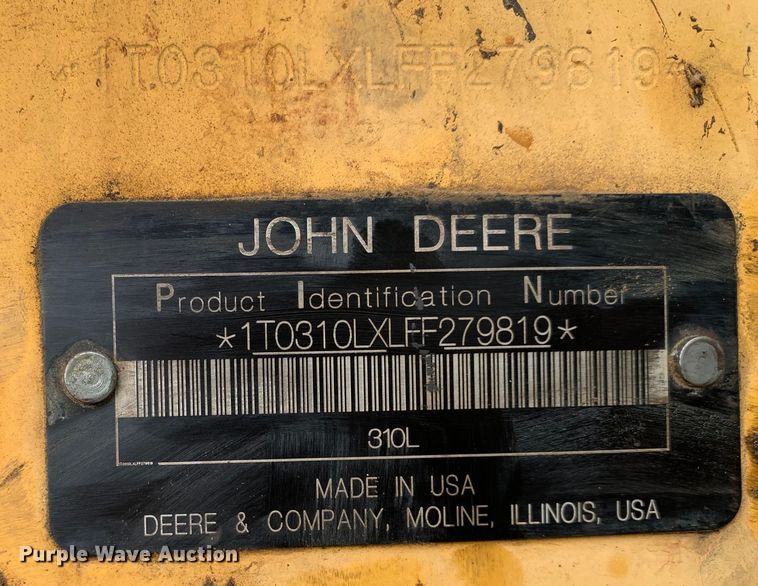 *1T0310LXLFF279819*
JOHN DEERE
Product Identification Number
*1T0310LXLFF279819*
310L
1T0310LXLFF279819
MADE IN USA
DEERE & COMPANY, MOLINE, ILLINOIS, USA
Purple Wave Auction